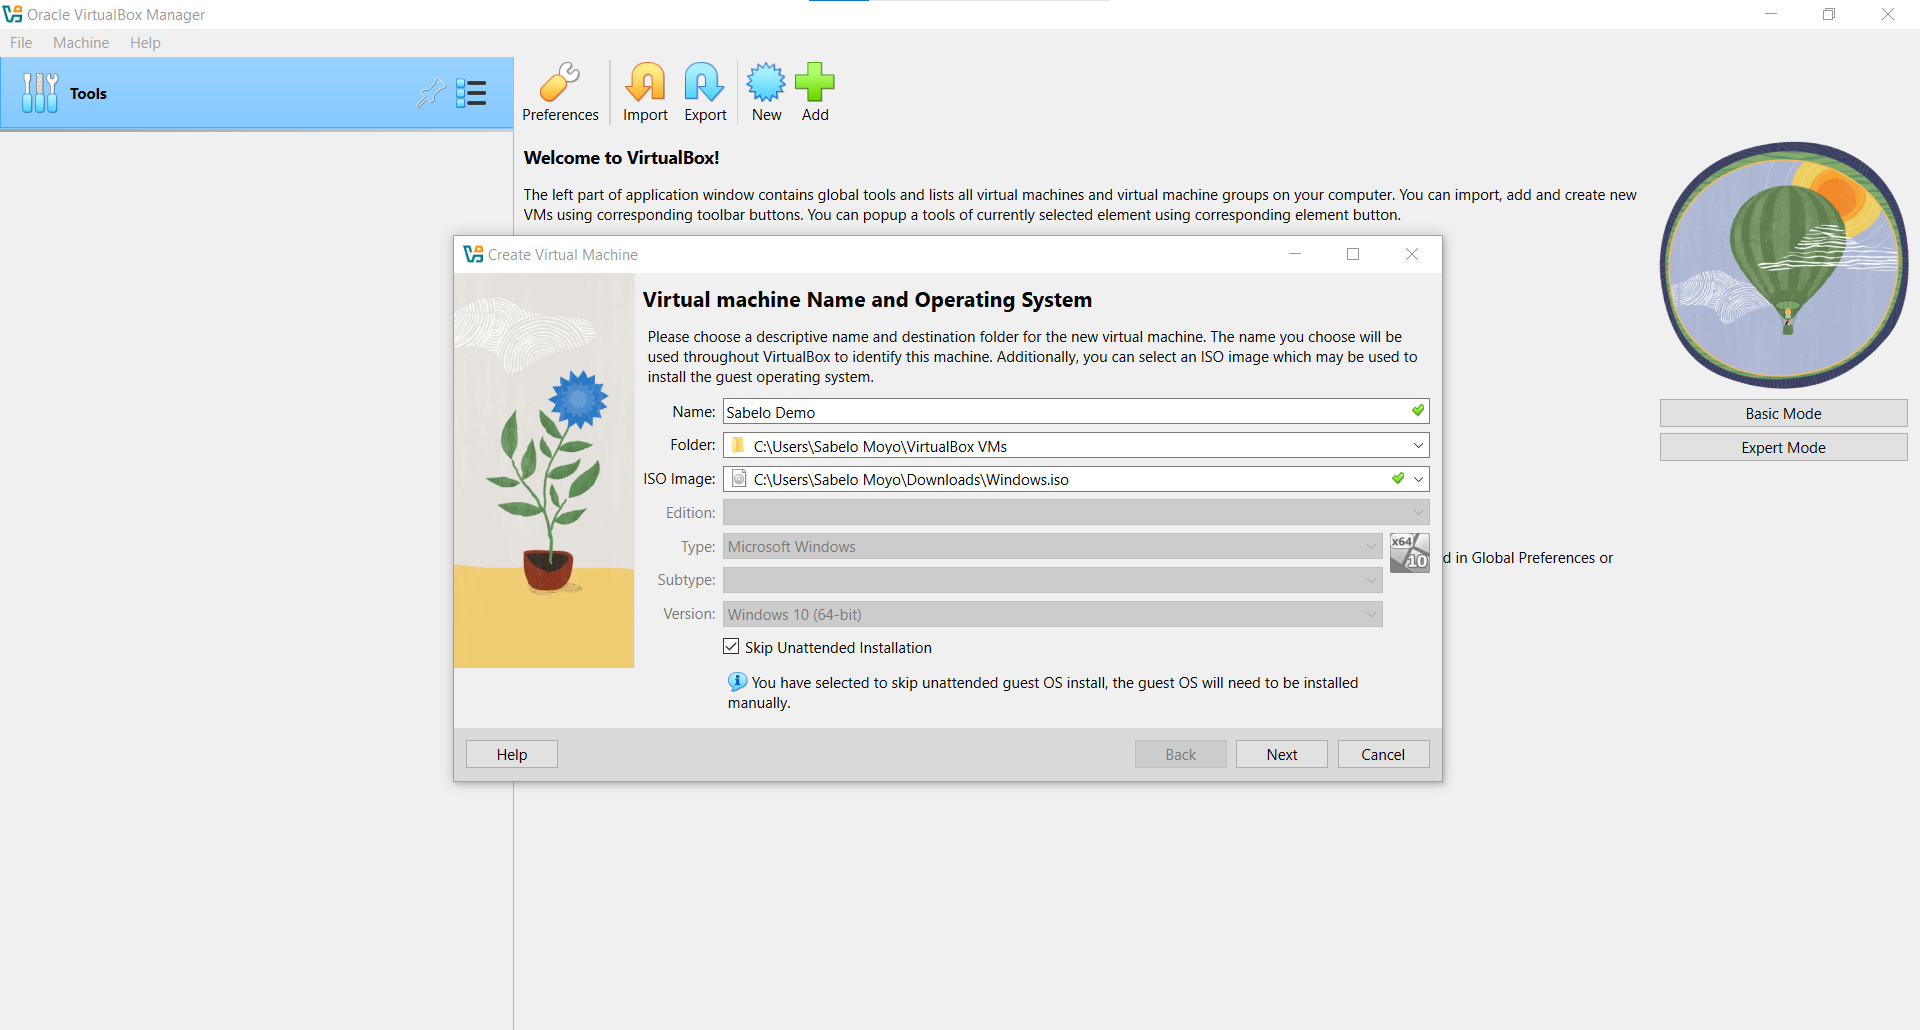 Oracle VirtualBox Manager
File Machine Help
Tools
Preferences Import Export New Add
Welcome to VirtualBox!
The left part of application window contains global tools and lists all virtual machines and virtual machine groups on your computer. You can import, add and create new
VMs using corresponding toolbar buttons. You can popup a tools of currently selected element using corresponding element button.
Create Virtual Machine
Virtual machine Name and Operating System
Please choose a descriptive name and destination folder for the new virtual machine. The name you choose will be
used throughout VirtualBox to identify this machine. Additionally, you can select an ISO image which may be used to
install the guest operating system.
Name: Sabelo Demo
Folder: C:\Users\Sabelo Moyo\VirtualBox VMs
ISO Image: C:\Users\Sabelo Moyo\Downloads\Windows.iso
Edition:
Type: Microsoft Windows
x64
10
Subtype:
Version: Windows 10 (64-bit)
Skip Unattended Installation
You have selected to skip unattended guest OS install, the guest OS will need to be installed
manually.
Help Back Next Cancel
d in Global Preferences or
Basic Mode
Expert Mode